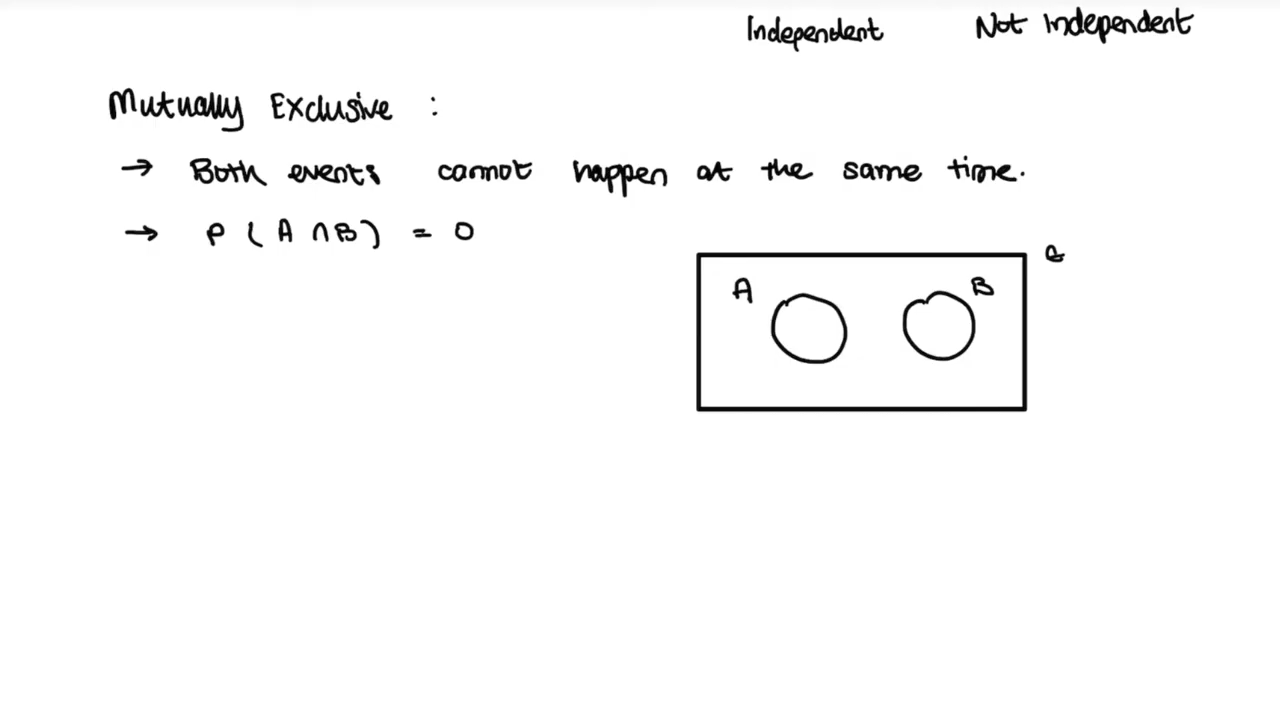 Independent Not Independent
Mutually Exclusive :
→ Both events cannot happen at the same time.
→ P ( A ∩ B ) = 0
A B